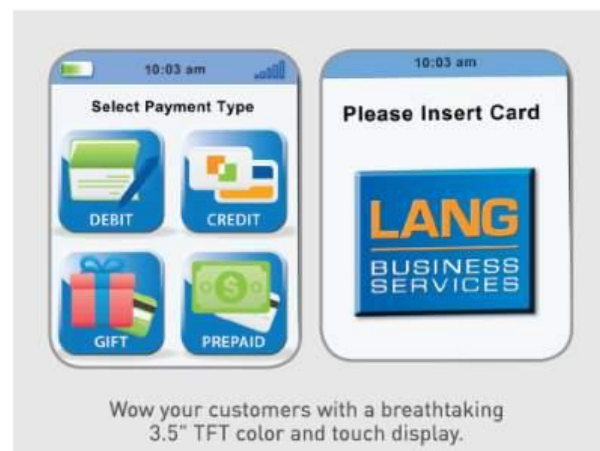 10:03 am
Select Payment Type
DEBIT
CREDIT
GIFT
PREPAID
10:03 am
Please Insert Card
LANG
BUSINESS
SERVICES
Wow your customers with a breathtaking
3.5" TFT color and touch display.